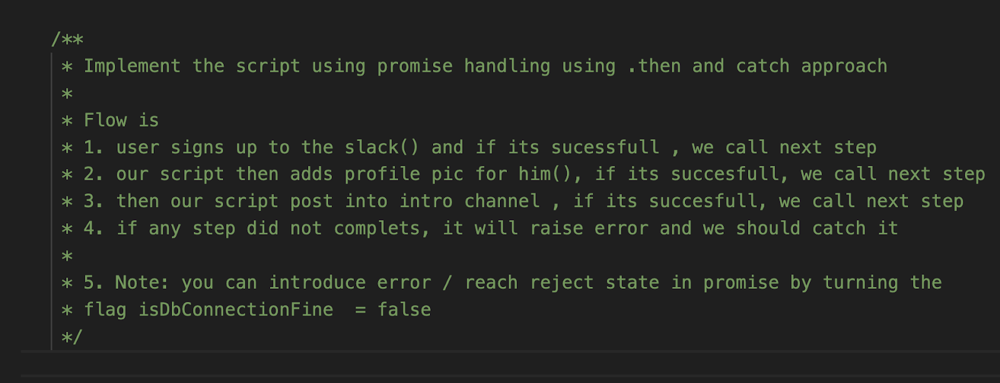 /**
* Implement the script using promise handling using .then and catch approach
*
* Flow is
* 1. user signs up to the slack() and if its sucessfull , we call next step
* 2. our script then adds profile pic for him(), if its succesfull, we call next step
* 3. then our script post into intro channel , if its succesfull, we call next step
* 4. if any step did not complets, it will raise error and we should catch it
*
* 5. Note: you can introduce error / reach reject state in promise by turning the
* flag isDbConnectionFine  = false
*/